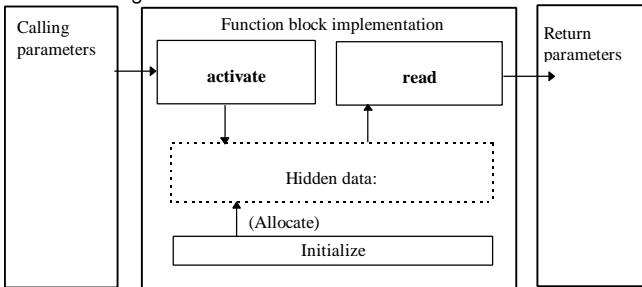 Calling
parameters
Function block implementation
Return
parameters
activate
read
Hidden data:
(Allocate)
Initialize